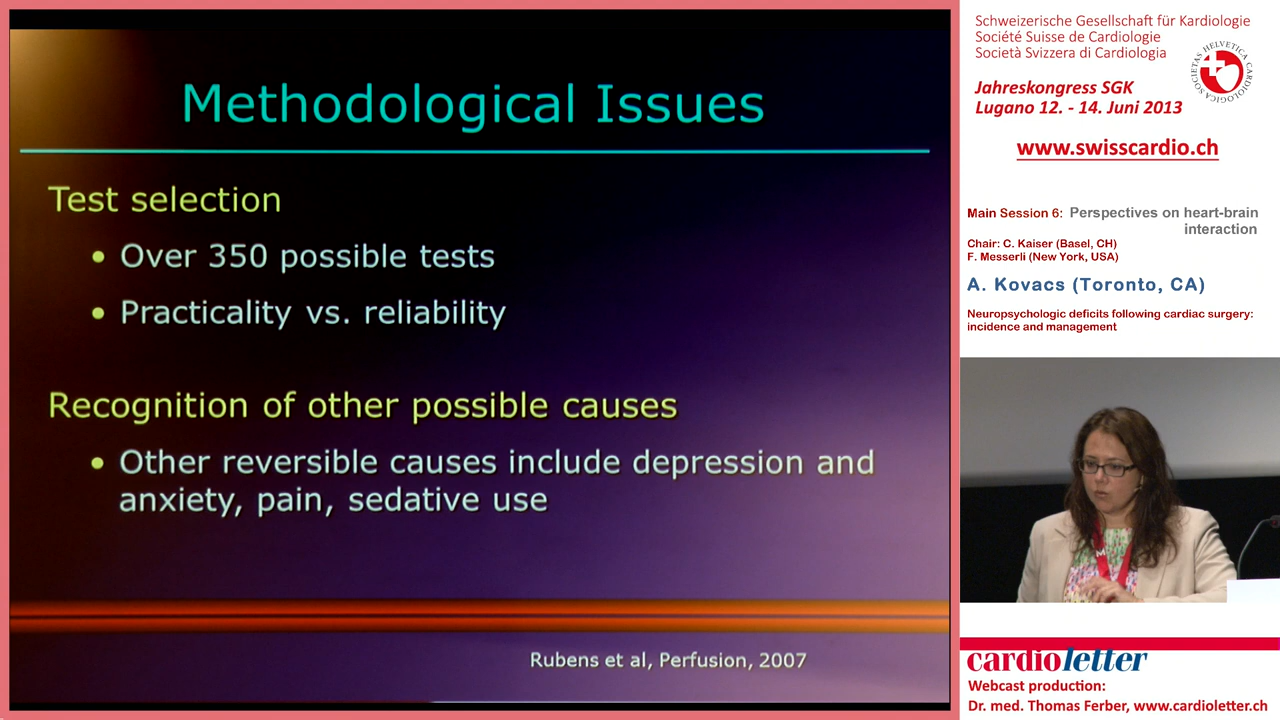 Methodological Issues
Test selection
• Over 350 possible tests
• Practicality vs. reliability
Recognition of other possible causes
• Other reversible causes include depression and
anxiety, pain, sedative use
Rubens et al, Perfusion, 2007
Schweizerische Gesellschaft für Kardiologie
Société Suisse de Cardiologie
Società Svizzera di Cardiologia
SOCIETAS HELVETICA CARDIOLOGICA
Jahreskongress SGK
Lugano 12. - 14. Juni 2013
www.swisscardio.ch
Main Session 6: Perspectives on heart-brain
interaction
Chair: C. Kaiser (Basel, CH)
F. Messerli (New York, USA)
A. Kovacs (Toronto, CA)
Neuropsychologic deficits following cardiac surgery:
incidence and management
cardioletter
Webcast production:
Dr. med. Thomas Ferber, www.cardioletter.ch